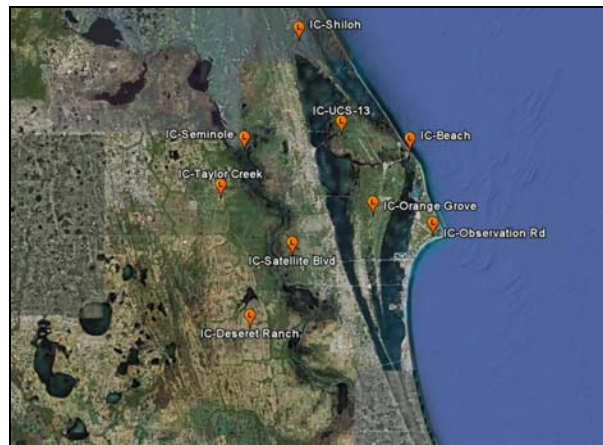 IC-Shiloh
IC-UCS-13
IC-Seminole
IC-Beach
IC-Taylor Creek
IC-Orange Grove
IC-Observation Rd
IC-Satellite Blvd
IC-Deseret Ranch